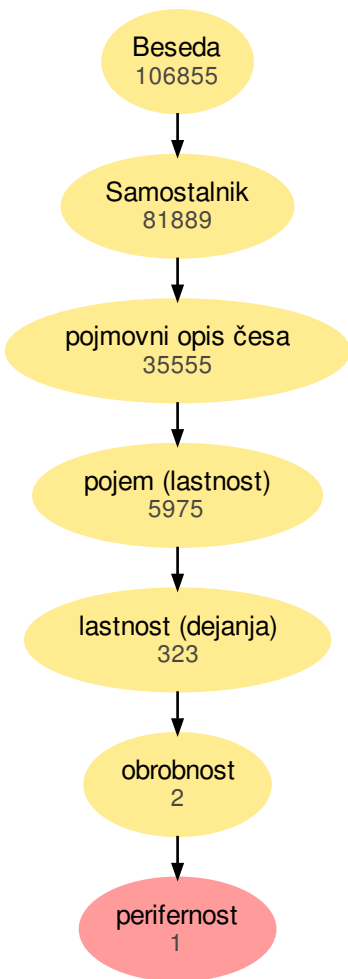 Beseda
106855
Samostalnik
81889
pojmovni opis česa
35555
pojem (lastnost)
5975
lastnost (dejanja)
323
obrobnost
2
perifernost
1